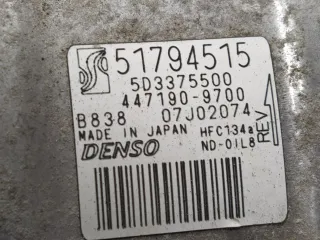 51794515
5D3375500
447190-9700
B838 07J02074
MADE IN JAPAN HFC134a
DENSO ND-OIL8
REV